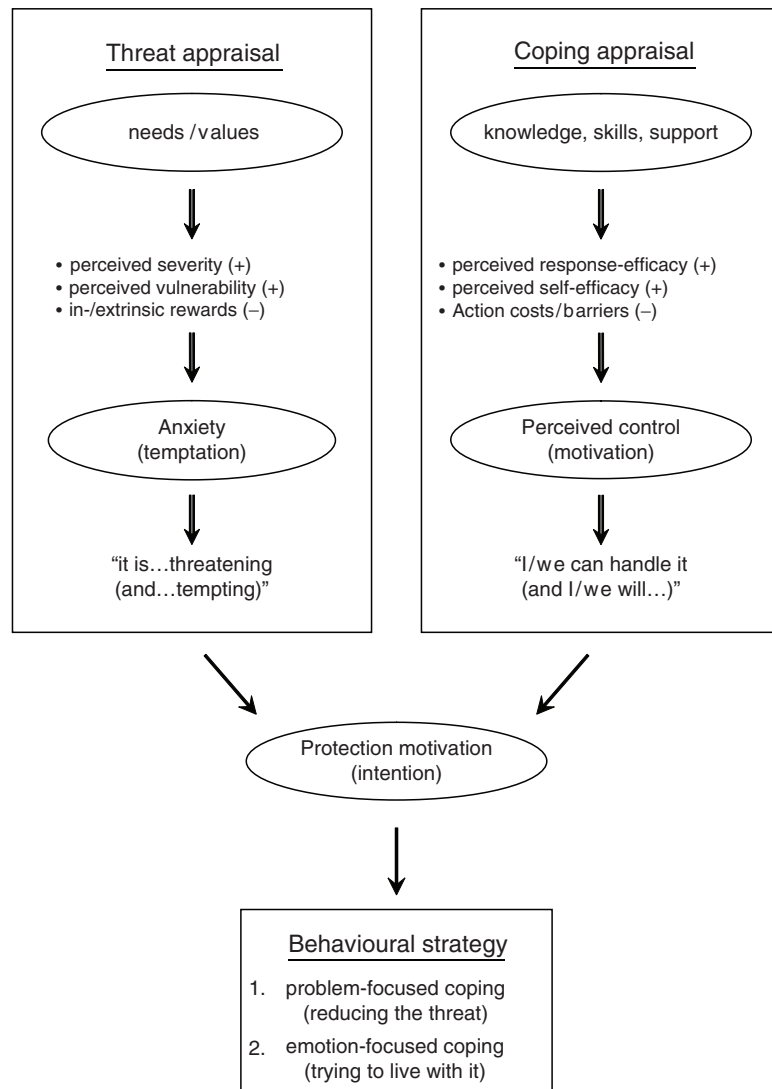 Threat appraisal
needs /values
• perceived severity (+)
• perceived vulnerability (+)
• in-/extrinsic rewards (–)
Anxiety
(temptation)
“it is…threatening
(and…tempting)”
Coping appraisal
knowledge, skills, support
• perceived response-efficacy (+)
• perceived self-efficacy (+)
• Action costs/barriers (–)
Perceived control
(motivation)
“I/we can handle it
(and I/we will…)”
Protection motivation
(intention)
Behavioural strategy
1. problem-focused coping
(reducing the threat)
2. emotion-focused coping
(trying to live with it)